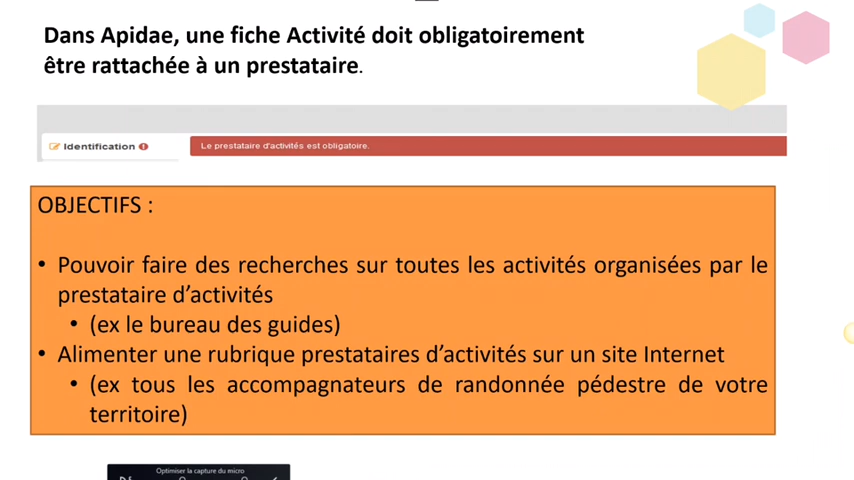 Dans Apidae, une fiche Activité doit obligatoirement
être rattachée à un prestataire.
Identification
Le prestataire d'activités est obligatoire.
OBJECTIFS :
• Pouvoir faire des recherches sur toutes les activités organisées par le
prestataire d’activités
• (ex le bureau des guides)
• Alimenter une rubrique prestataires d’activités sur un site Internet
• (ex tous les accompagnateurs de randonnée pédestre de votre
territoire)
Optimiser la capture du micro